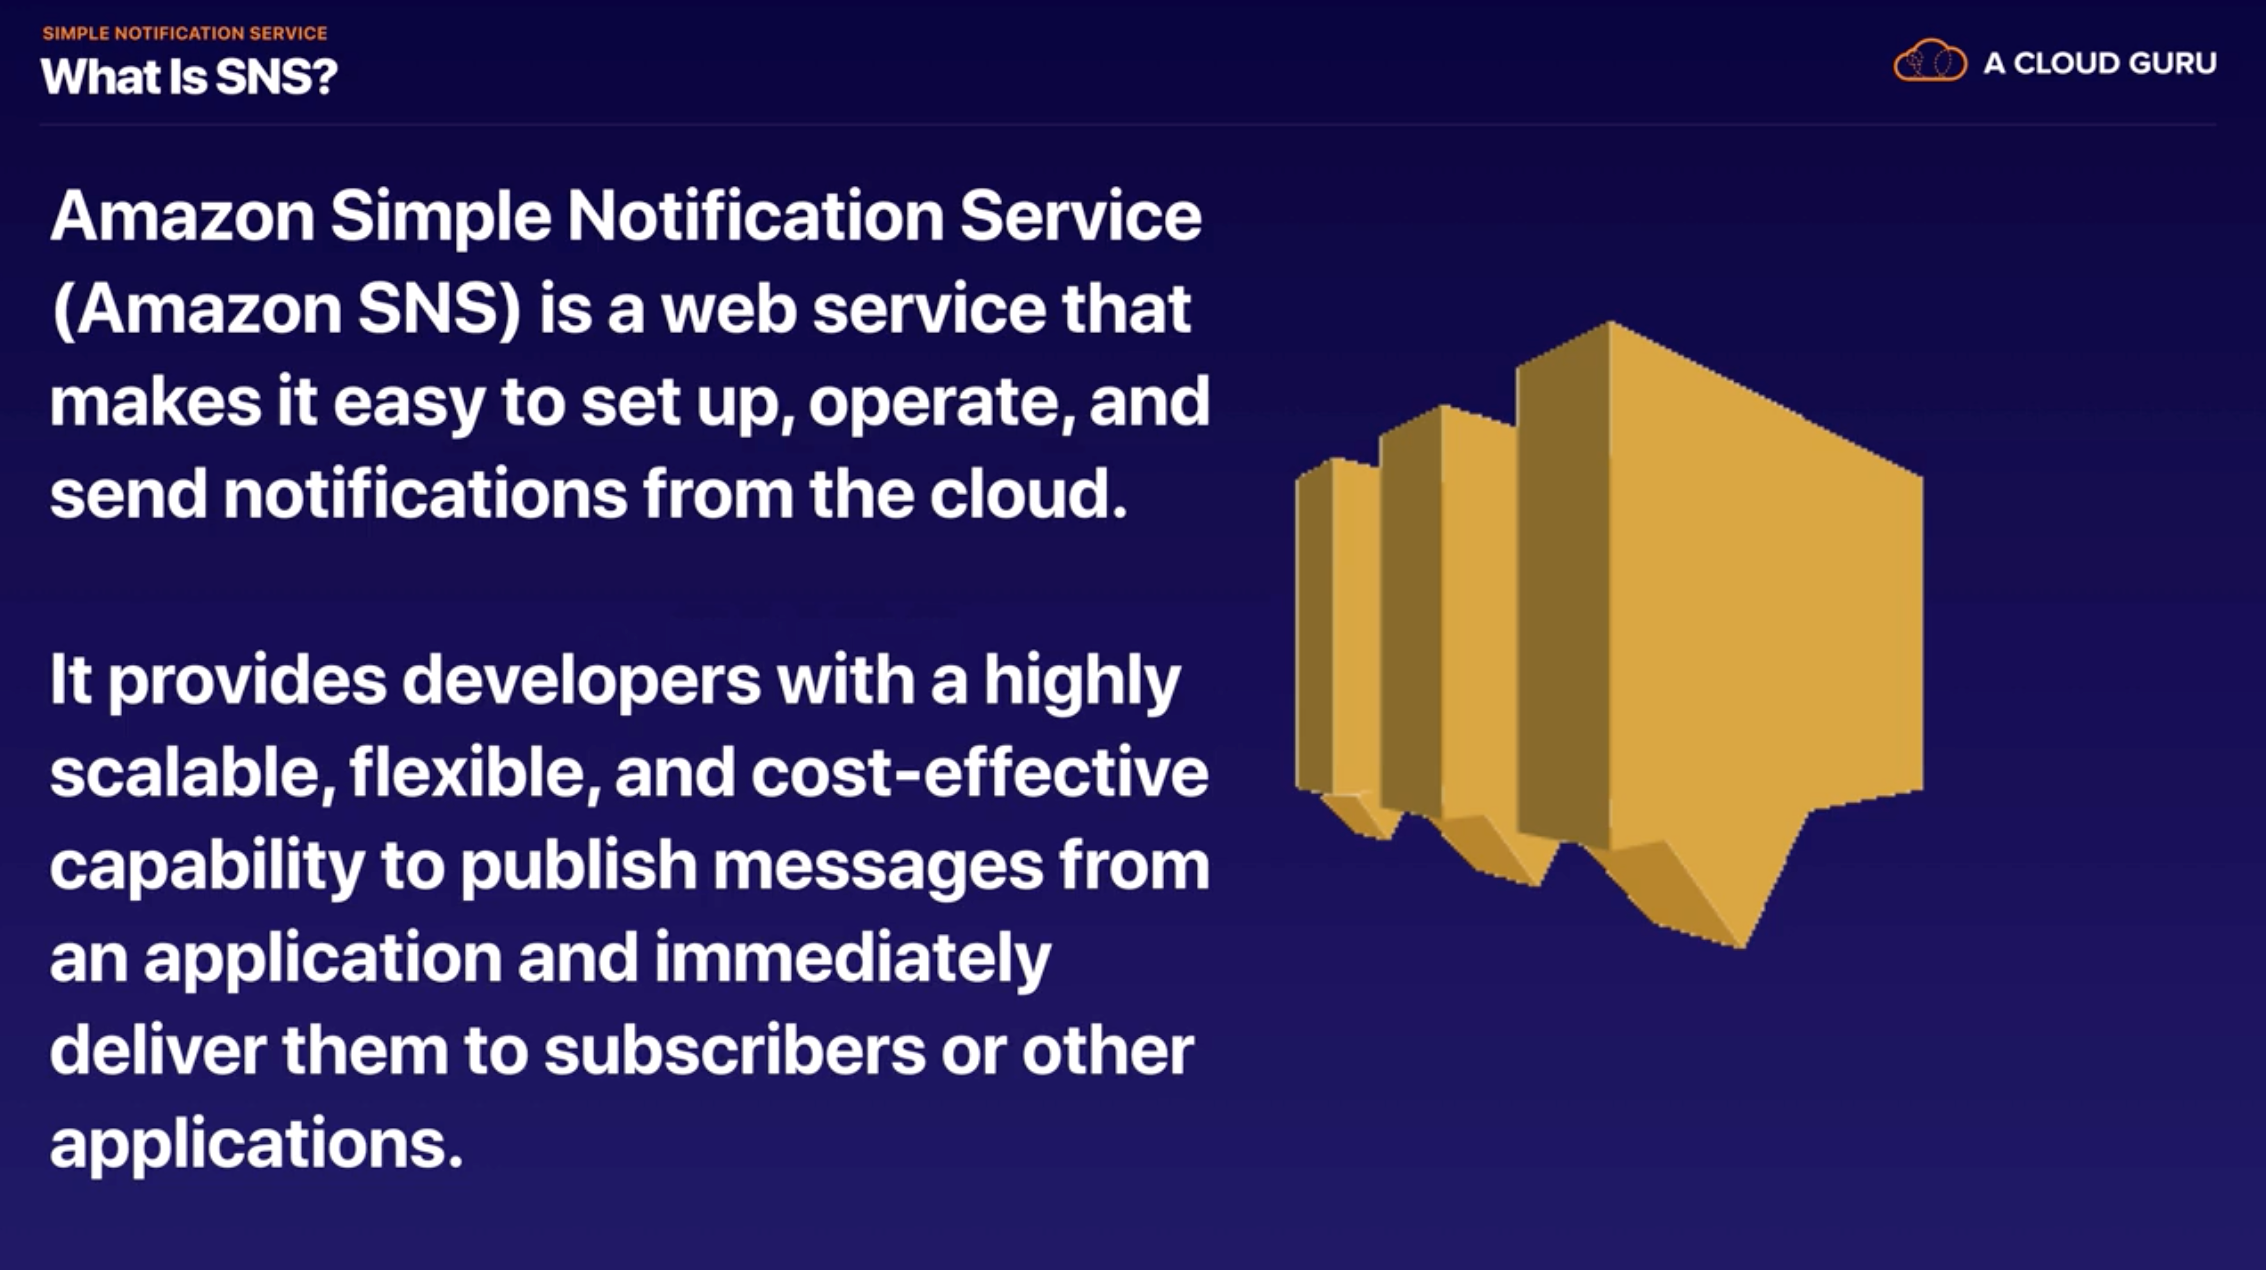 SIMPLE NOTIFICATION SERVICE
What Is SNS?
A CLOUD GURU
Amazon Simple Notification Service
(Amazon SNS) is a web service that
makes it easy to set up, operate, and
send notifications from the cloud.
It provides developers with a highly
scalable, flexible, and cost-effective
capability to publish messages from
an application and immediately
deliver them to subscribers or other
applications.